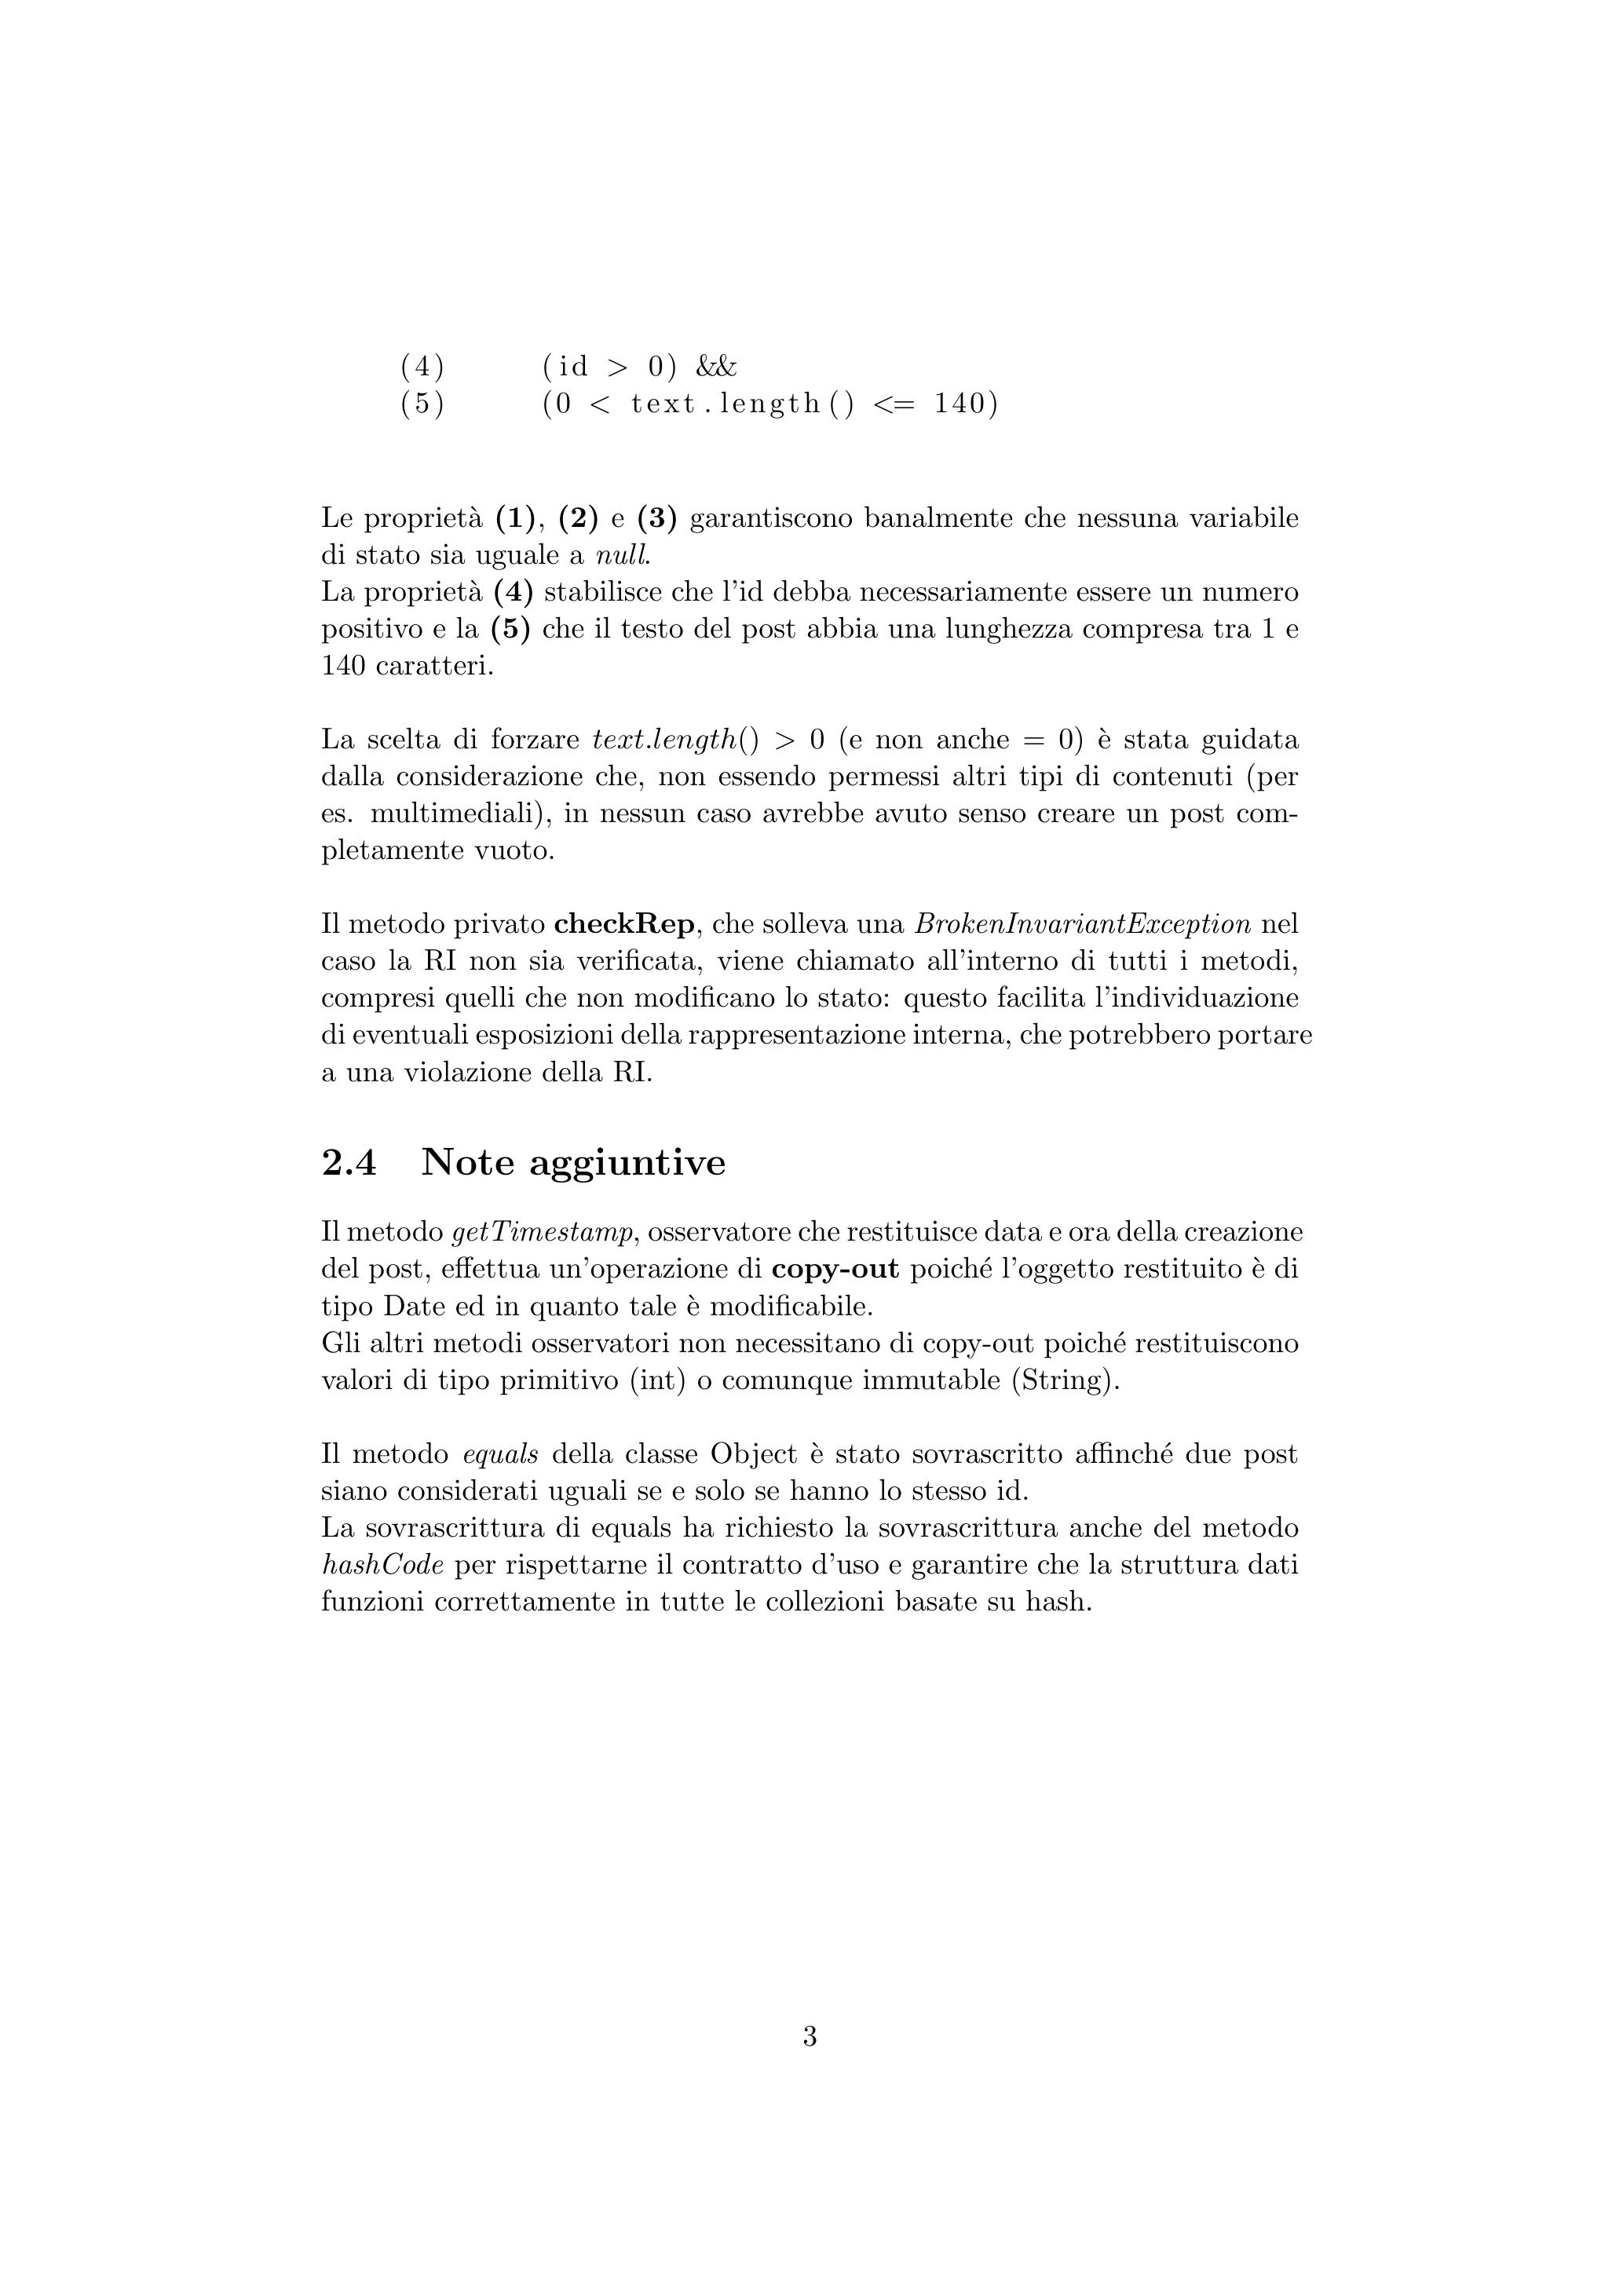 (4) (id > 0) &&
(5) (0 < text.length() <= 140)
Le proprietà (1), (2) e (3) garantiscono banalmente che nessuna variabile
di stato sia uguale a null.
La proprietà (4) stabilisce che l'id debba necessariamente essere un numero
positivo e la (5) che il testo del post abbia una lunghezza compresa tra 1 e
140 caratteri.
La scelta di forzare text.length() > 0 (e non anche = 0) è stata guidata
dalla considerazione che, non essendo permessi altri tipi di contenuti (per
es. multimediali), in nessun caso avrebbe avuto senso creare un post com-
pletamente vuoto.
Il metodo privato checkRep, che solleva una BrokenInvariantException nel
caso la RI non sia verificata, viene chiamato all'interno di tutti i metodi,
compresi quelli che non modificano lo stato: questo facilita l'individuazione
di eventuali esposizioni della rappresentazione interna, che potrebbero portare
a una violazione della RI.
2.4 Note aggiuntive
Il metodo getTimestamp, osservatore che restituisce data e ora della creazione
del post, effettua un'operazione di copy-out poiché l'oggetto restituito è di
tipo Date ed in quanto tale è modificabile.
Gli altri metodi osservatori non necessitano di copy-out poiché restituiscono
valori di tipo primitivo (int) o comunque immutable (String).
Il metodo equals della classe Object è stato sovrascritto affinché due post
siano considerati uguali se e solo se hanno lo stesso id.
La sovrascrittura di equals ha richiesto la sovrascrittura anche del metodo
hashCode per rispettarne il contratto d'uso e garantire che la struttura dati
funzioni correttamente in tutte le collezioni basate su hash.
3